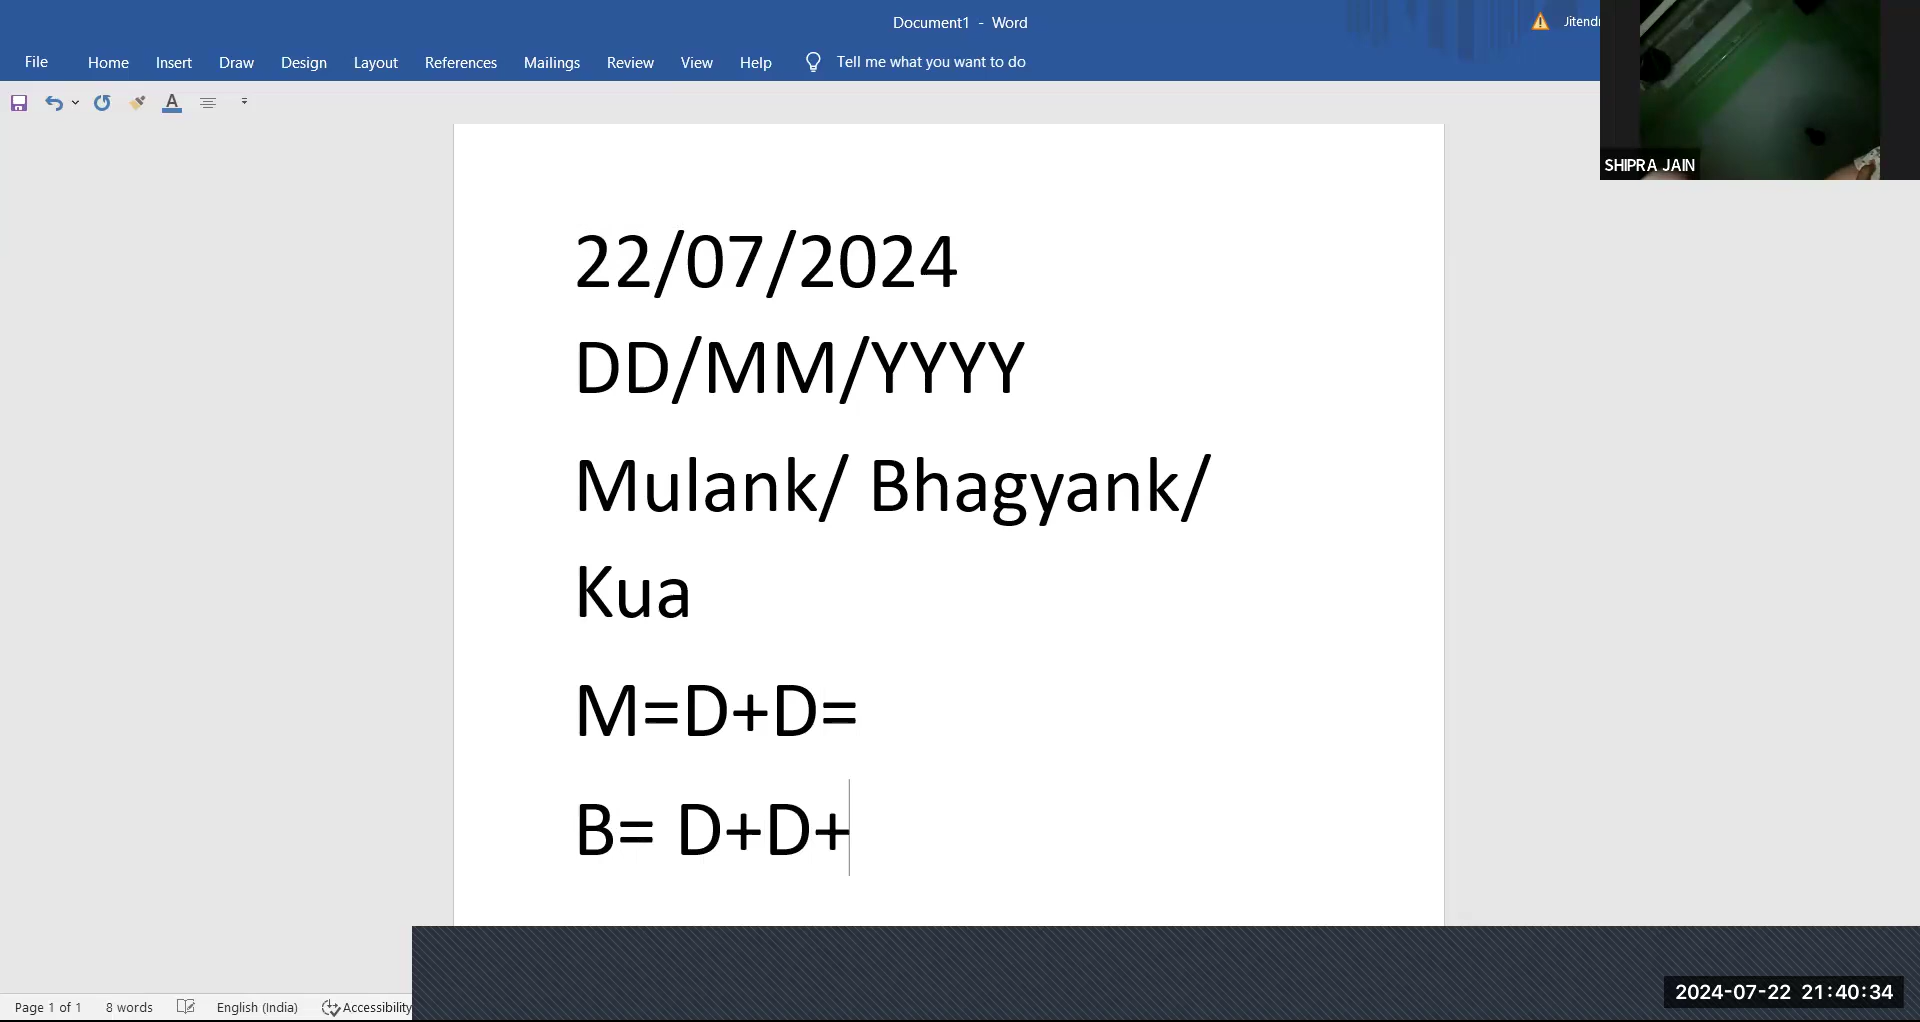 Document1 - Word
File Home Insert Draw Design Layout References Mailings Review View Help Tell me what you want to do
SHIPRA JAIN
22/07/2024
DD/MM/YYYY
Mulank/ Bhagyank/
Kua
M=D+D=
B= D+D+
Page 1 of 1 8 words English (India) Accessibility
2024-07-22 21:40:34